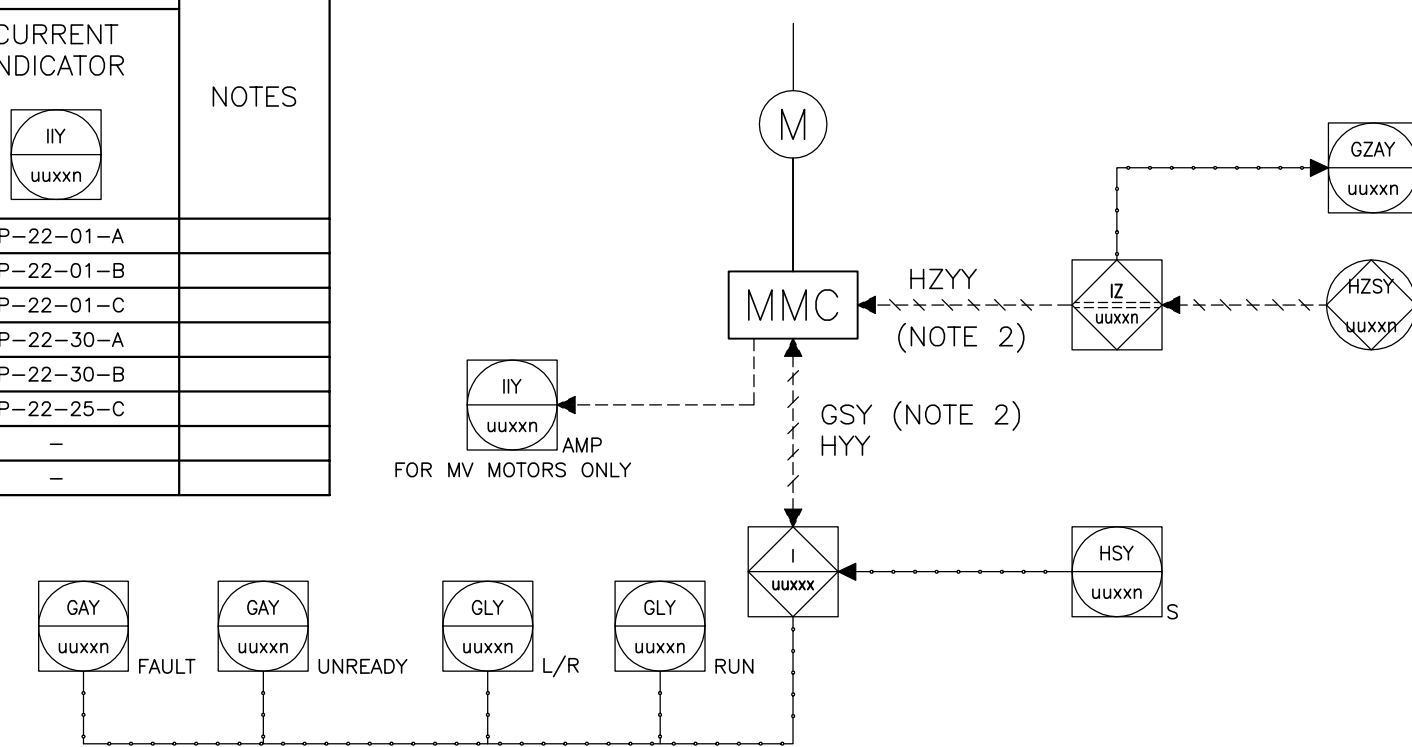 CURRENT
NDICATOR
NOTES
IIY
uuxxn
P-22-01-A
P-22-01-B
P-22-01-C
P-22-30-A
P-22-30-B
P-22-25-C
-
-
M
MMC
HZYY
(NOTE 2)
IZ
uuxxn
GZAY
uuxxn
HZSY
uuxxn
IIY
uuxxn
AMP
FOR MV MOTORS ONLY
GSY (NOTE 2)
HYY
I
uuxxx
HSY
uuxxn
S
GAY
uuxxn
FAULT
GAY
uuxxn
UNREADY
GLY
uuxxn
L/R
GLY
uuxxn
RUN